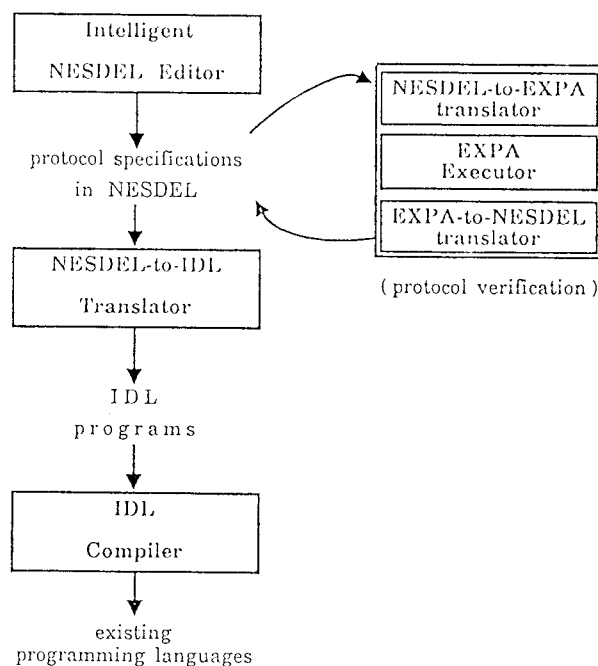 Intelligent
NESDEL Editor
protocol specifications
in NESDEL
NESDEL-to-IDL
Translator
IDL
programs
IDL
Compiler
existing
programming languages
NESDEL-to-EXPA
translator
EXPA
Executor
EXPA-to-NESDEL
translator
(protocol verification)